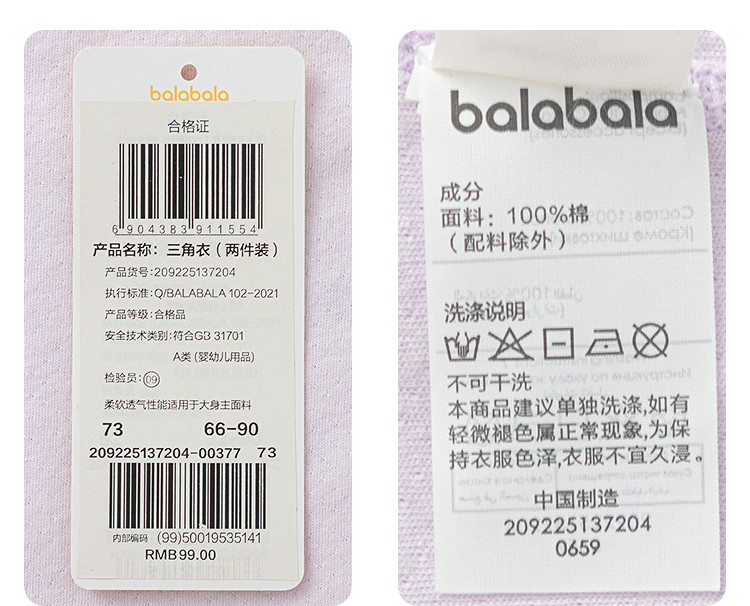 balabala
合格证
6904383911554
产品名称：三角衣（两件装）
产品货号:209225137204
执行标准:Q/BALABALA 102-2021
产品等级:合格品
安全技术类别:符合GB 31701
A类 (婴幼儿用品)
检验员:09
柔软透气性能适用于大身主面料
73 66-90
209225137204-00377 73
内部编码 (99)50019535141
RMB99.00
balabala
成分
面料：100%棉
（配料除外）
洗涤说明
不可干洗
本商品建议单独洗涤,如有
轻微褪色属正常现象,为保
持衣服色泽,衣服不宜久浸。
中国制造
209225137204
0659